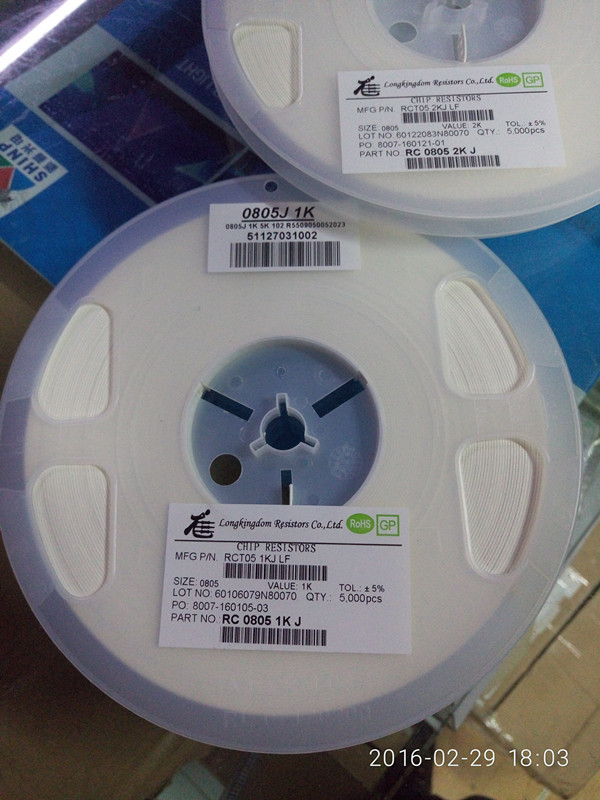 Longkingdom Resistors Co.,Ltd. RoHS GP
CHIP RESISTORS
MFG P/N. RCT05 2KJ LF
SIZE: 0805 VALUE: 2K TOL.: ± 5%
LOT NO: 60122083N80070 QTY.: 5,000pcs
PO: 8007-160121-01
PART NO.: RC 0805 2K J
SHINP
0805J 1K
0805J 1K 5K 102 R5509050052023
51127031002
Longkingdom Resistors Co.,Ltd. RoHS GP
CHIP RESISTORS
MFG P/N. RCT05 1KJ LF
SIZE: 0805 VALUE: 1K TOL.: ± 5%
LOT NO: 60106079N80070 QTY.: 5,000pcs
PO: 8007-160105-03
PART NO.: RC 0805 1K J
2016-02-29 18:03